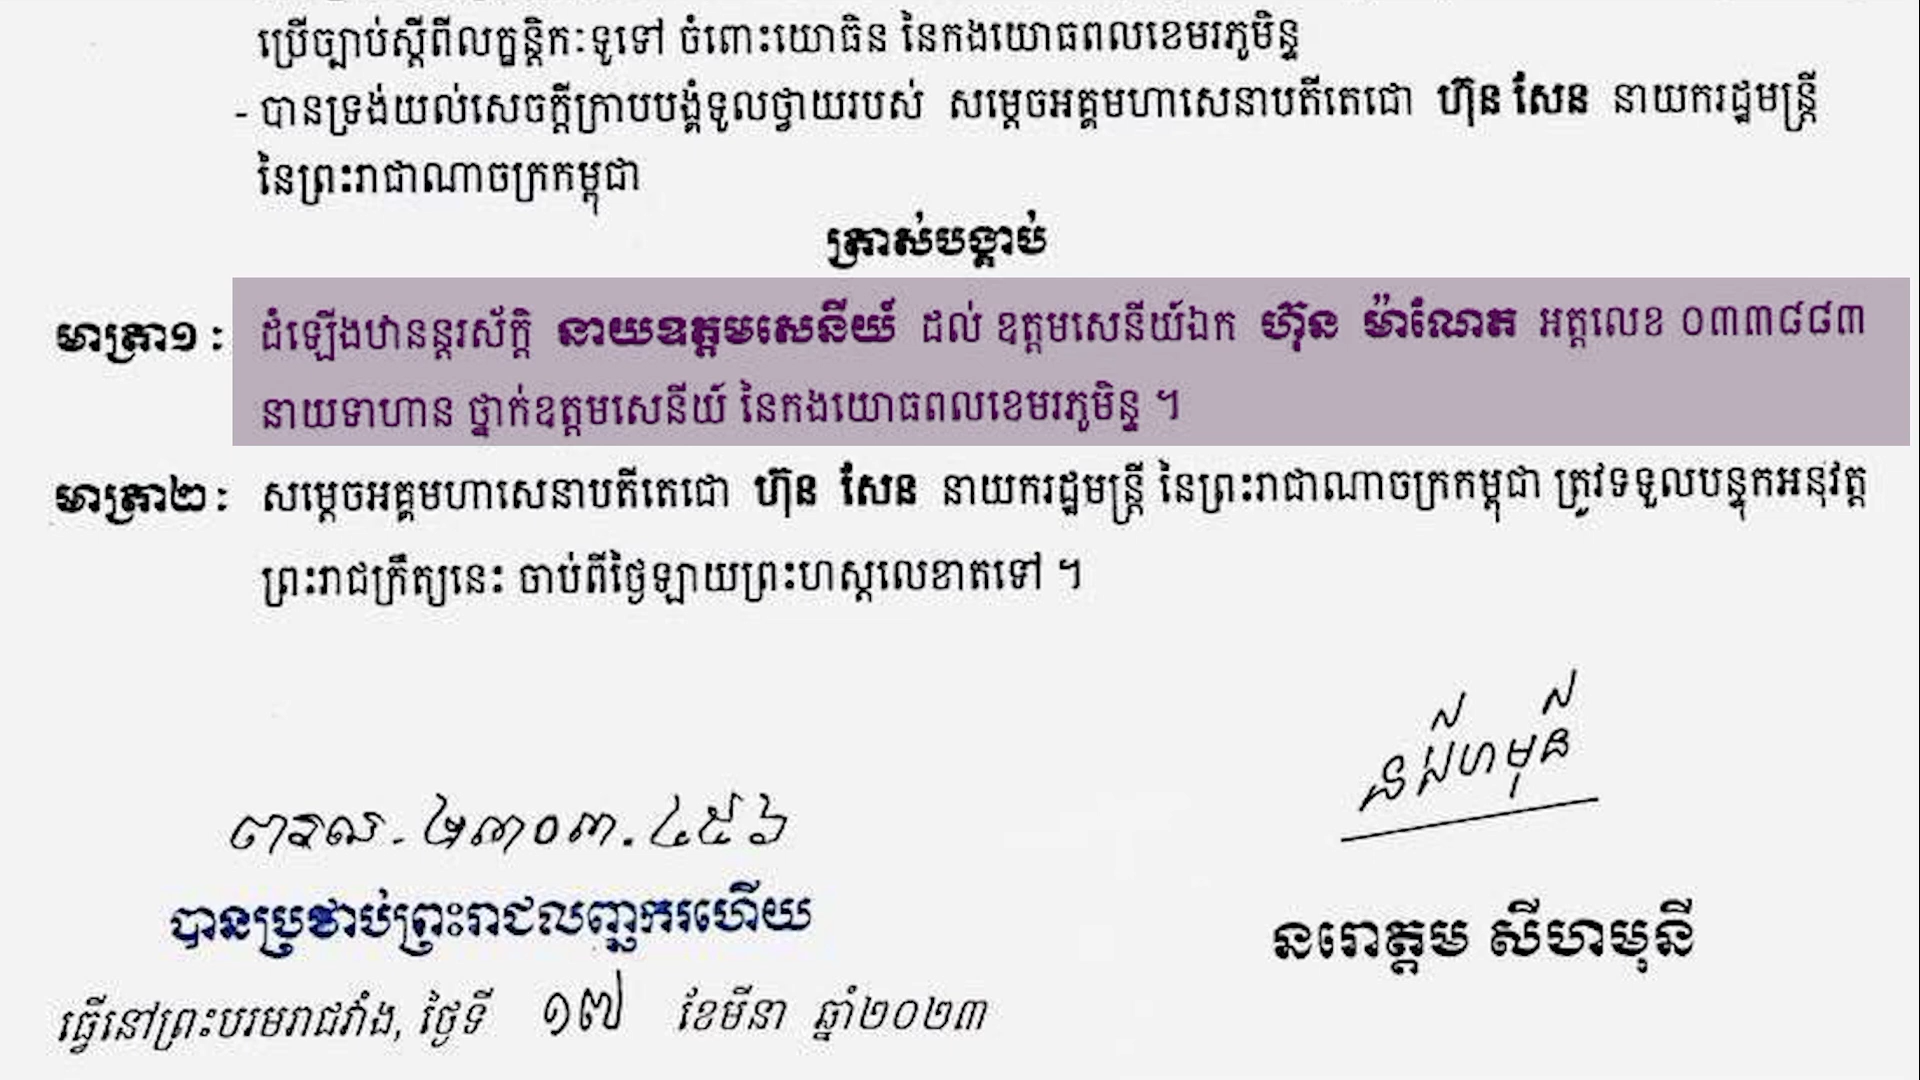 ប្រើច្បាប់ស្តីពីលក្ខន្តិកៈទូទៅ ចំពោះយោធិន នៃកងយោធពលខេមរភូមិន្ទ
- បានទ្រង់យល់សេចក្តីក្រាបបង្គំទូលថ្វាយរបស់ សម្តេចអគ្គមហាសេនាបតីតេជោ ហ៊ុន សែន នាយករដ្ឋមន្ត្រី
នៃព្រះរាជាណាចក្រកម្ពុជា
ត្រាស់បង្គាប់
មាត្រា១ : ដំឡើងឋានន្តរស័ក្តិ នាយឧត្តមសេនីយ៍ ដល់ ឧត្តមសេនីយ៍ឯក ហ៊ុន ម៉ាណែត អត្តលេខ ០៣៣៨៨៣
នាយទាហាន ថ្នាក់ឧត្តមសេនីយ៍ នៃកងយោធពលខេមរភូមិន្ទ ។
មាត្រា២ : សម្តេចអគ្គមហាសេនាបតីតេជោ ហ៊ុន សែន នាយករដ្ឋមន្ត្រី នៃព្រះរាជាណាចក្រកម្ពុជា ត្រូវទទួលបន្ទុកអនុវត្ត
ព្រះរាជក្រឹត្យនេះ ចាប់ពីថ្ងៃឡាយព្រះហស្តលេខាតទៅ ។
ព.រ.ល. ២៣០៣.៤៥៦
បានប្រថាប់ព្រះរាជលញ្ឆករហើយ
នរោត្តម សីហមុនី
ធ្វើនៅព្រះបរមរាជវាំង, ថ្ងៃទី ១៧ ខែមីនា ឆ្នាំ២០២៣